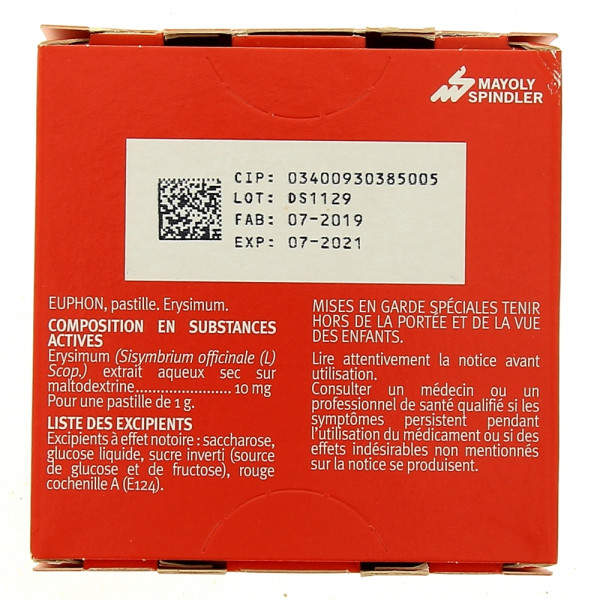 MAYOLY
SPINDLER
CIP: 03400930385005
LOT: DS1129
FAB: 07-2019
EXP: 07-2021
EUPHON, pastille. Erysimum.
COMPOSITION EN SUBSTANCES
ACTIVES
Erysimum (Sisymbrium officinale (L)
Scop.) extrait aqueux sec sur
maltodextrine........................ 10 mg
Pour une pastille de 1 g.
LISTE DES EXCIPIENTS
Excipients à effet notoire : saccharose,
glucose liquide, sucre inverti (source
de glucose et de fructose), rouge
cochenille A (E124).
MISES EN GARDE SPÉCIALES TENIR
HORS DE LA PORTÉE ET DE LA VUE
DES ENFANTS.
Lire attentivement la notice avant
utilisation.
Consulter un médecin ou un
professionnel de santé qualifié si les
symptômes persistent pendant
l'utilisation du médicament ou si des
effets indésirables non mentionnés
sur la notice se produisent.